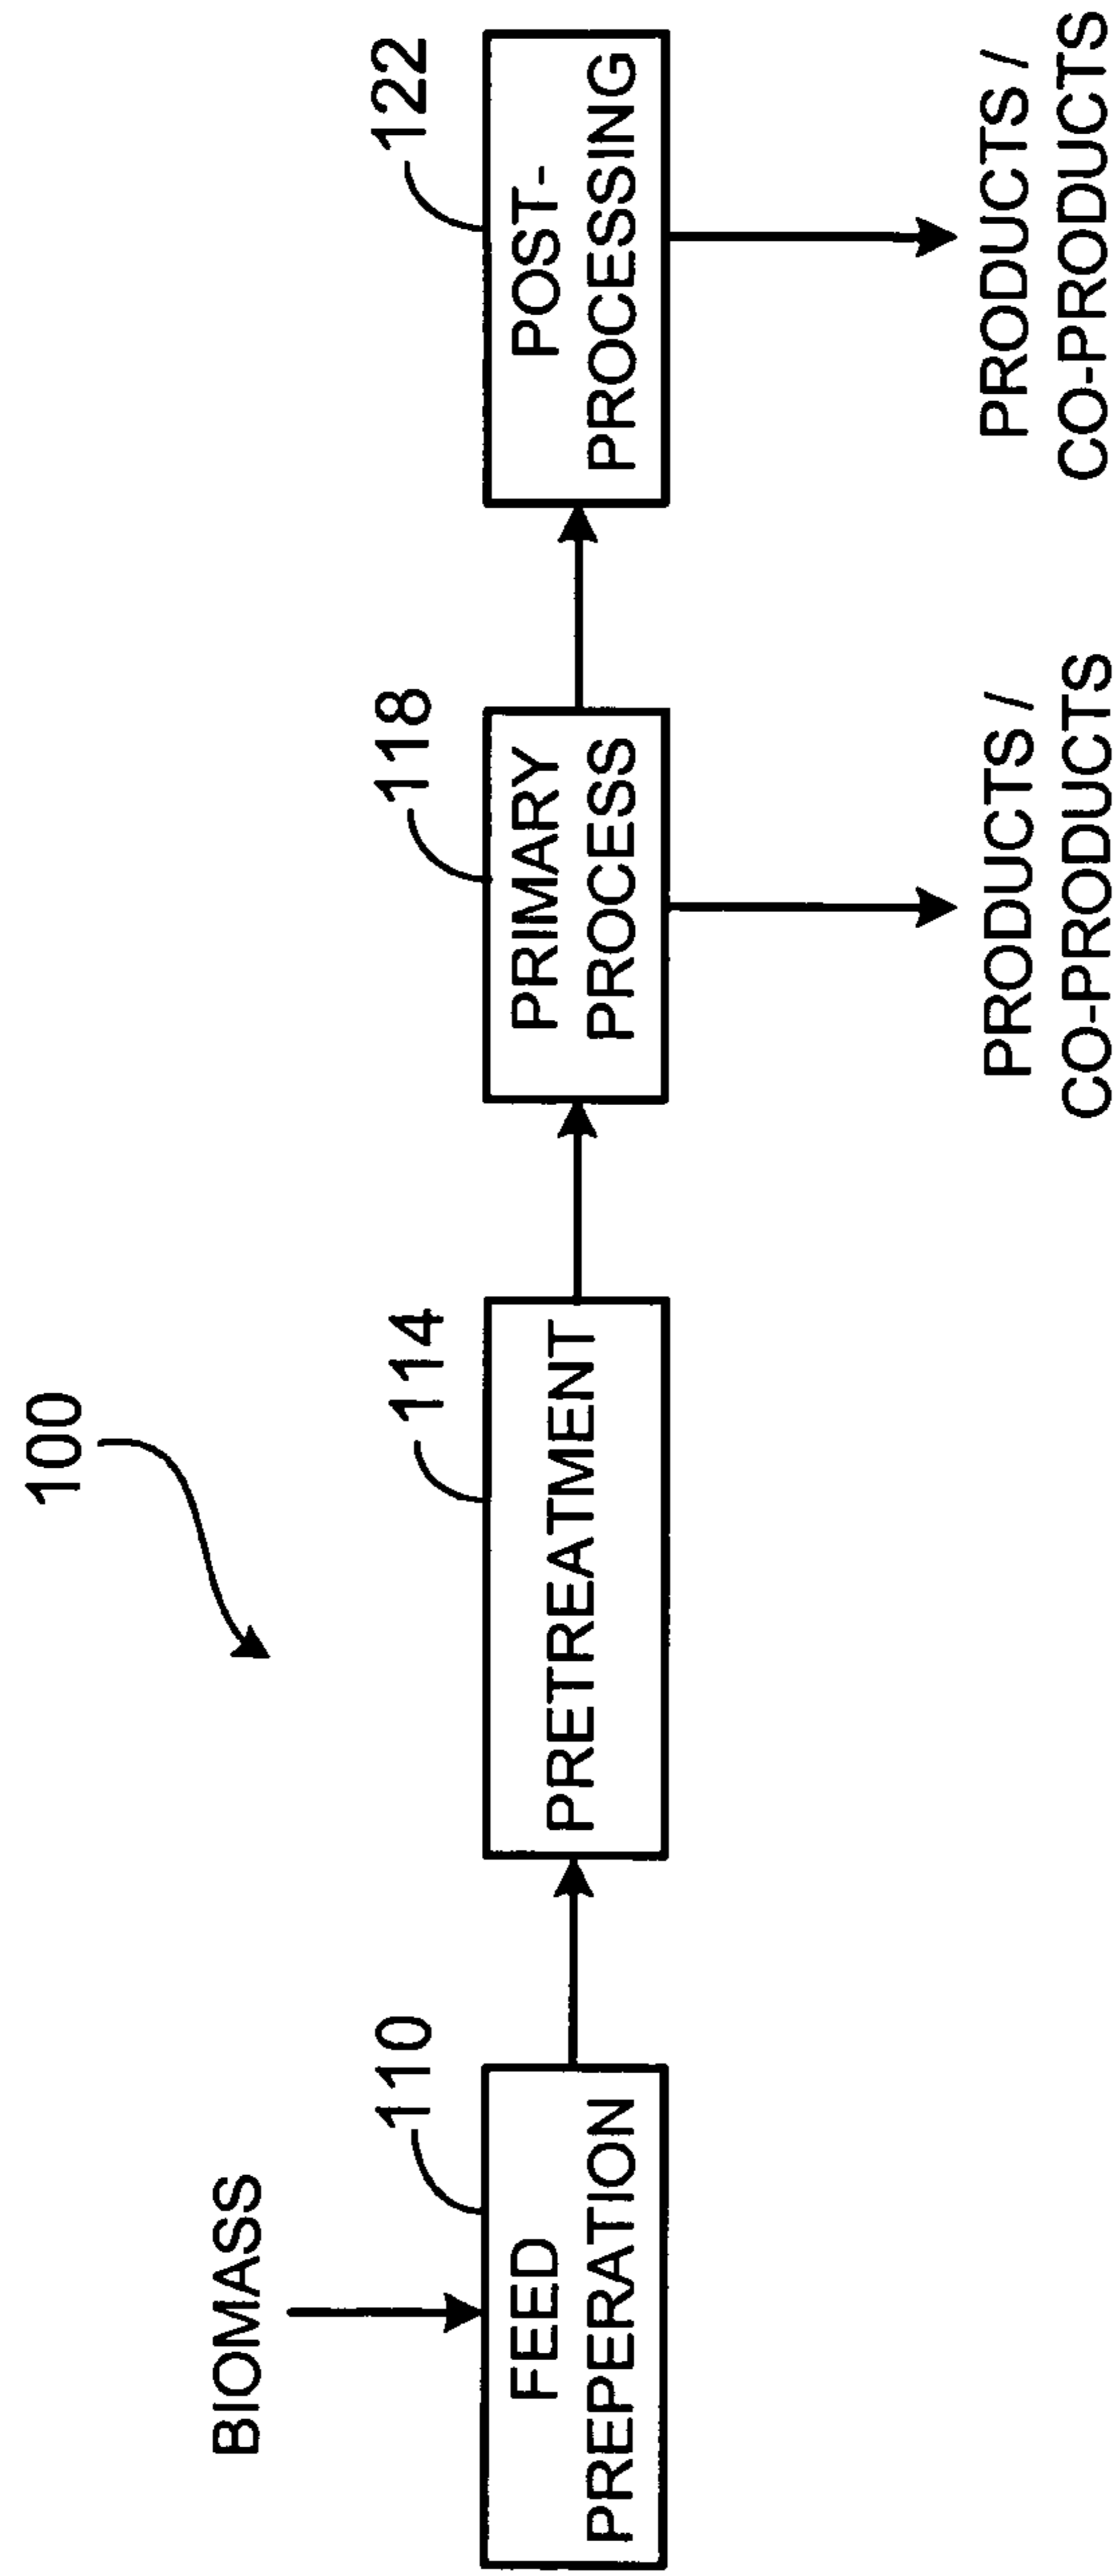 100
BIOMASS
110
FEED
PREPERATION
114
PRETREATMENT
118
PRIMARY
PROCESS
122
POST-
PROCESSING
PRODUCTS /
CO-PRODUCTS
PRODUCTS /
CO-PRODUCTS